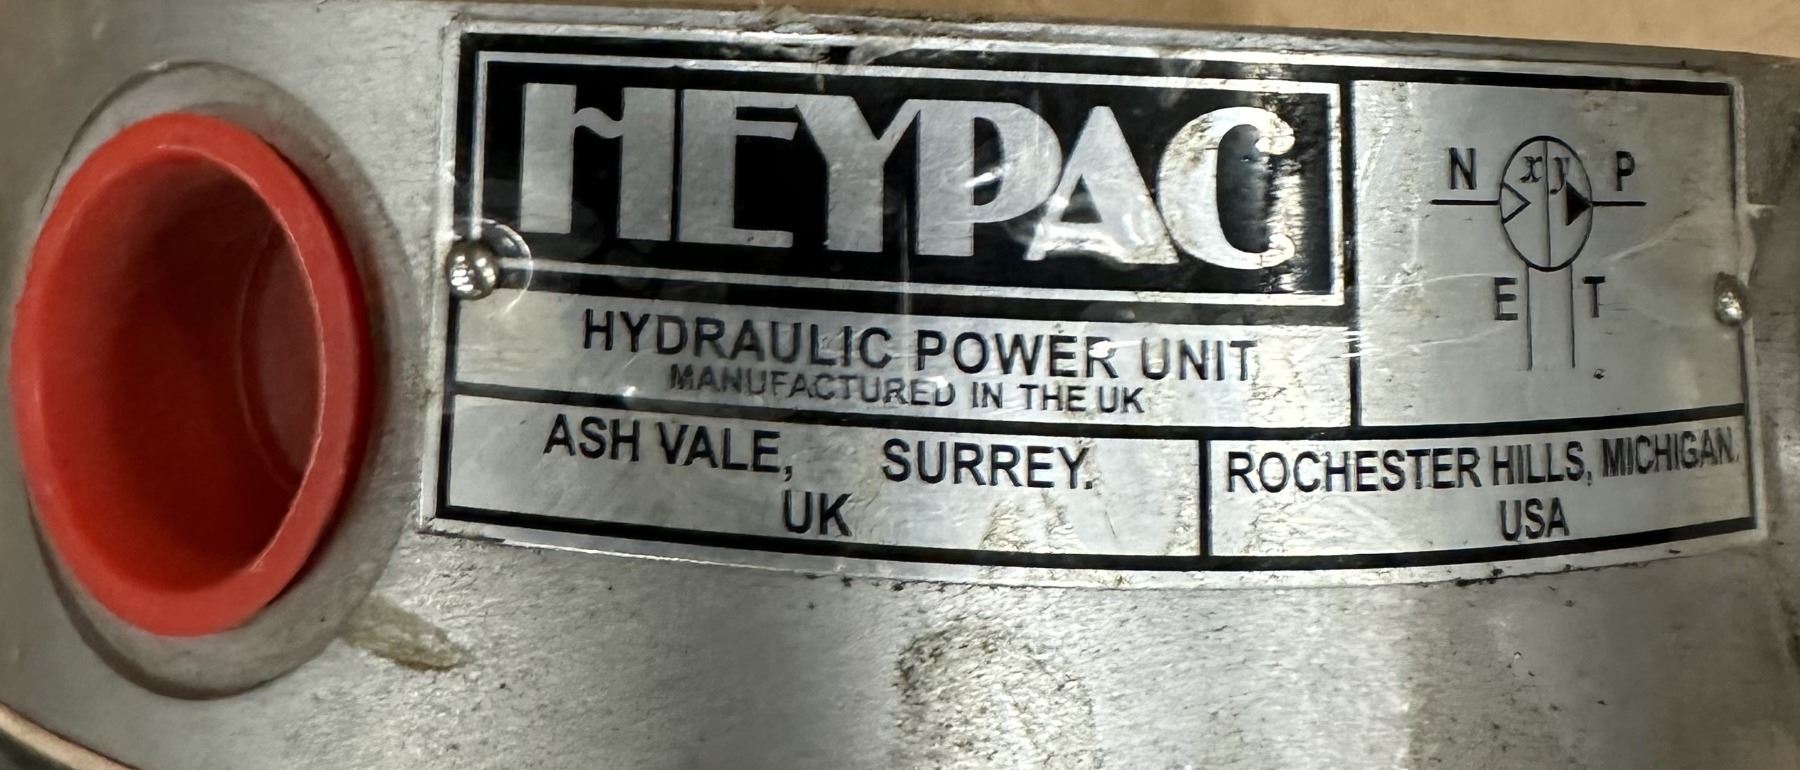 HEYPAC
N x y P
E T
HYDRAULIC POWER UNIT
MANUFACTURED IN THE UK
ASH VALE, SURREY.
UK
ROCHESTER HILLS, MICHIGAN.
USA